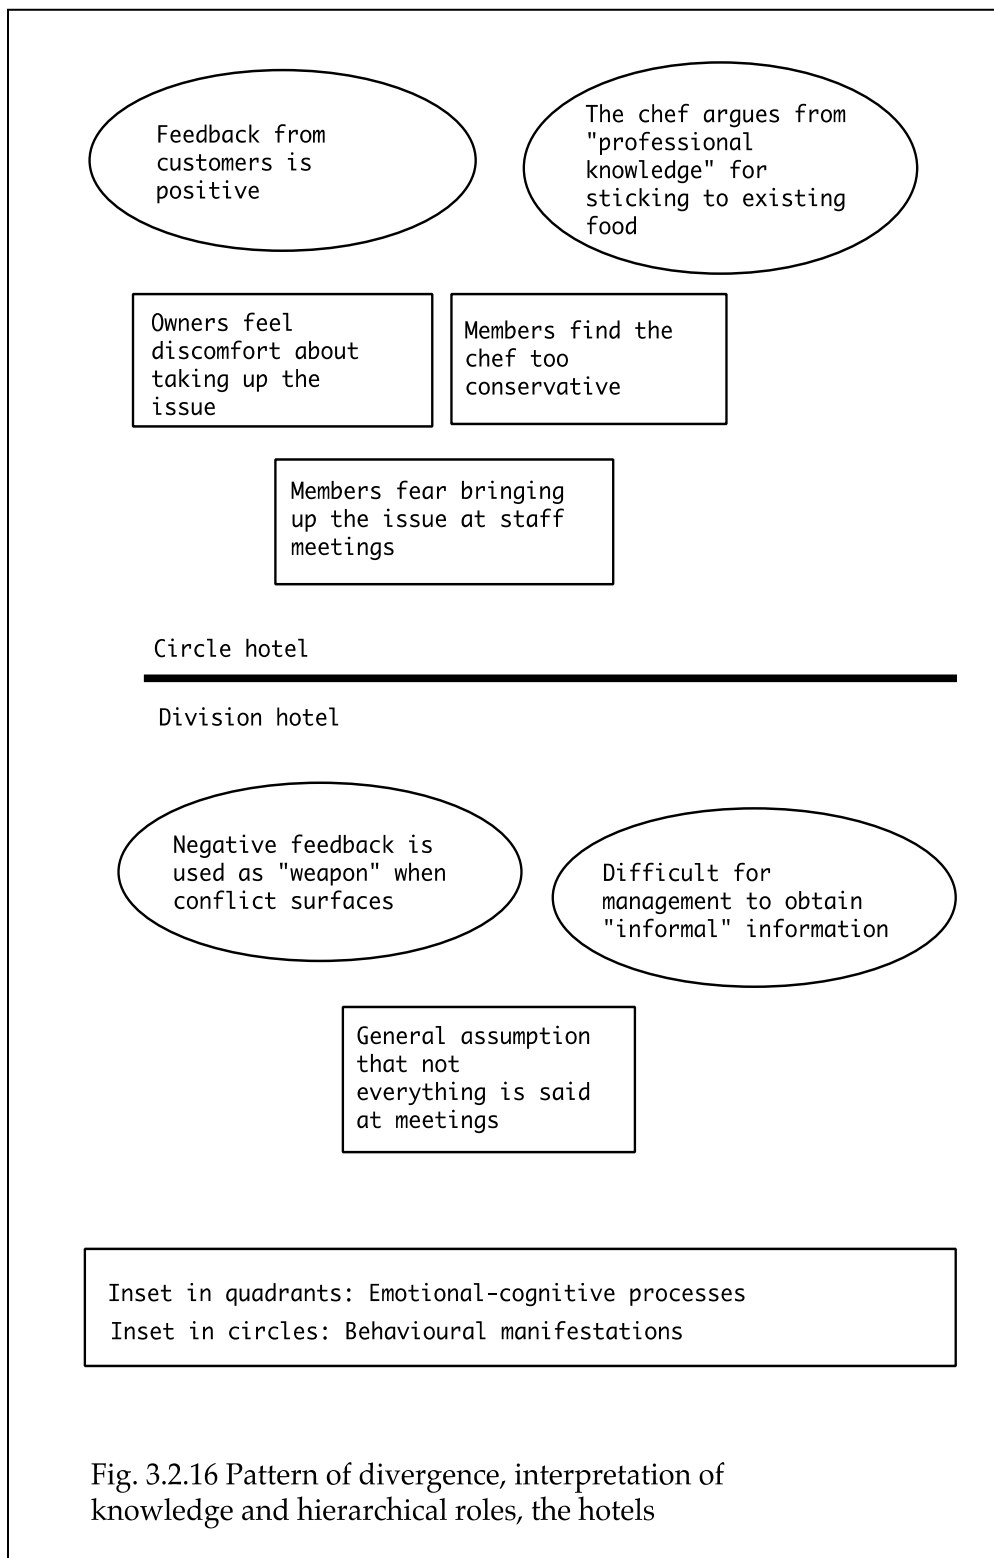 Feedback from
customers is
positive
The chef argues from
"professional
knowledge" for
sticking to existing
food
Owners feel
discomfort about
taking up the
issue
Members find the
chef too
conservative
Members fear bringing
up the issue at staff
meetings
Circle hotel
Division hotel
Negative feedback is
used as "weapon" when
conflict surfaces
Difficult for
management to obtain
"informal" information
General assumption
that not
everything is said
at meetings
Inset in quadrants: Emotional-cognitive processes
Inset in circles: Behavioural manifestations
Fig. 3.2.16 Pattern of divergence, interpretation of
knowledge and hierarchical roles, the hotels